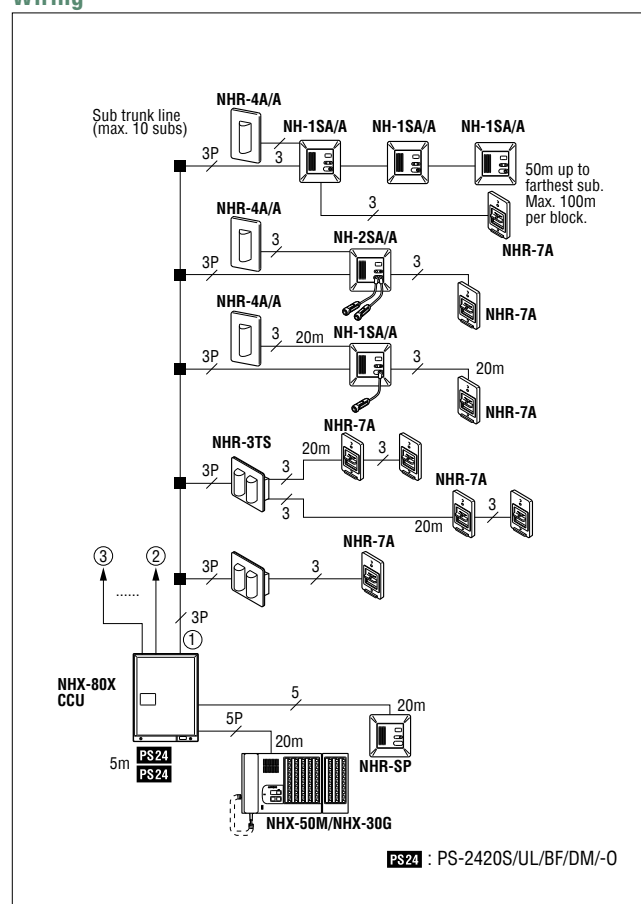 Wiring
NHR-4A/A
Sub trunk line
(max. 10 subs)
NH-1SA/A
NH-1SA/A
NH-1SA/A
3P
3
50m up to
farthest sub.
Max. 100m
per block.
3
NHR-7A
NHR-4A/A
3
NH-2SA/A
3P
3
NHR-7A
NHR-4A/A
3
20m
NH-1SA/A
3P
3
20m
NHR-7A
NHR-7A
NHR-3TS
20m
3
3P
3
NHR-7A
3
3
20m
NHR-7A
3P
3
③
②
......
3P
①
NHX-80X
CCU
5
20m
5P
20m
5m
PS24
PS24
NHR-SP
NHX-50M/NHX-30G
PS24 : PS-2420S/UL/BF/DM/-O